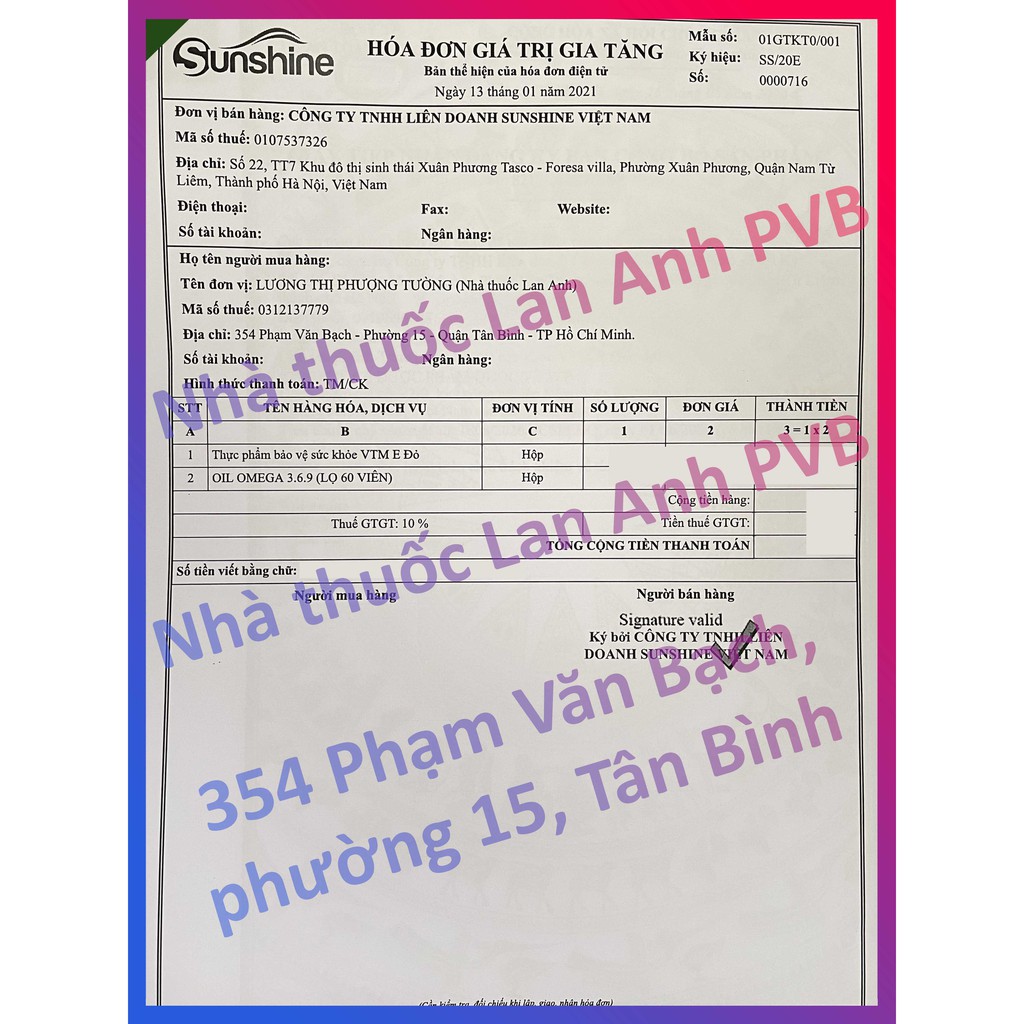 Sunshine
HÓA ĐƠN GIÁ TRỊ GIA TĂNG
Bản thể hiện của hóa đơn điện tử
Ngày 13 tháng 01 năm 2021
Mẫu số: 01GTKT0/001
Ký hiệu: SS/20E
Số: 0000716
Đơn vị bán hàng: CÔNG TY TNHH LIÊN DOANH SUNSHINE VIỆT NAM
Mã số thuế: 0107537326
Địa chỉ: Số 22, TT7 Khu đô thị sinh thái Xuân Phương Tasco - Foresa villa, Phường Xuân Phương, Quận Nam Từ
Liêm, Thành phố Hà Nội, Việt Nam
Điện thoại: Fax: Website:
Số tài khoản: Ngân hàng:
Họ tên người mua hàng:
Tên đơn vị: LƯƠNG THỊ PHƯỢNG TƯỜNG (Nhà thuốc Lan Anh)
Mã số thuế: 0312137779
Địa chỉ: 354 Phạm Văn Bạch - Phường 15 - Quận Tân Bình - TP Hồ Chí Minh.
Số tài khoản: Ngân hàng:
Hình thức thanh toán: TM/CK
STT TÊN HÀNG HÓA, DỊCH VỤ ĐƠN VỊ TÍNH SỐ LƯỢNG ĐƠN GIÁ THÀNH TIỀN
A B C 1 2 3 = 1 x 2
1 Thực phẩm bảo vệ sức khỏe VTM E Đỏ Hộp
2 OIL OMEGA 3.6.9 (LỌ 60 VIÊN) Hộp
Cộng tiền hàng:
Thuế GTGT: 10 % Tiền thuế GTGT:
TỔNG CỘNG TIỀN THANH TOÁN
Số tiền viết bằng chữ:
Người mua hàng Người bán hàng
Signature valid
Ký bởi CÔNG TY TNHH LIÊN
DOANH SUNSHINE VIỆT NAM
(Cần kiểm tra, đối chiếu khi lập, giao, nhận hóa đơn)
Nhà thuốc Lan Anh PVB
Nhà thuốc Lan Anh PVB
354 Phạm Văn Bạch,
phường 15, Tân Bình